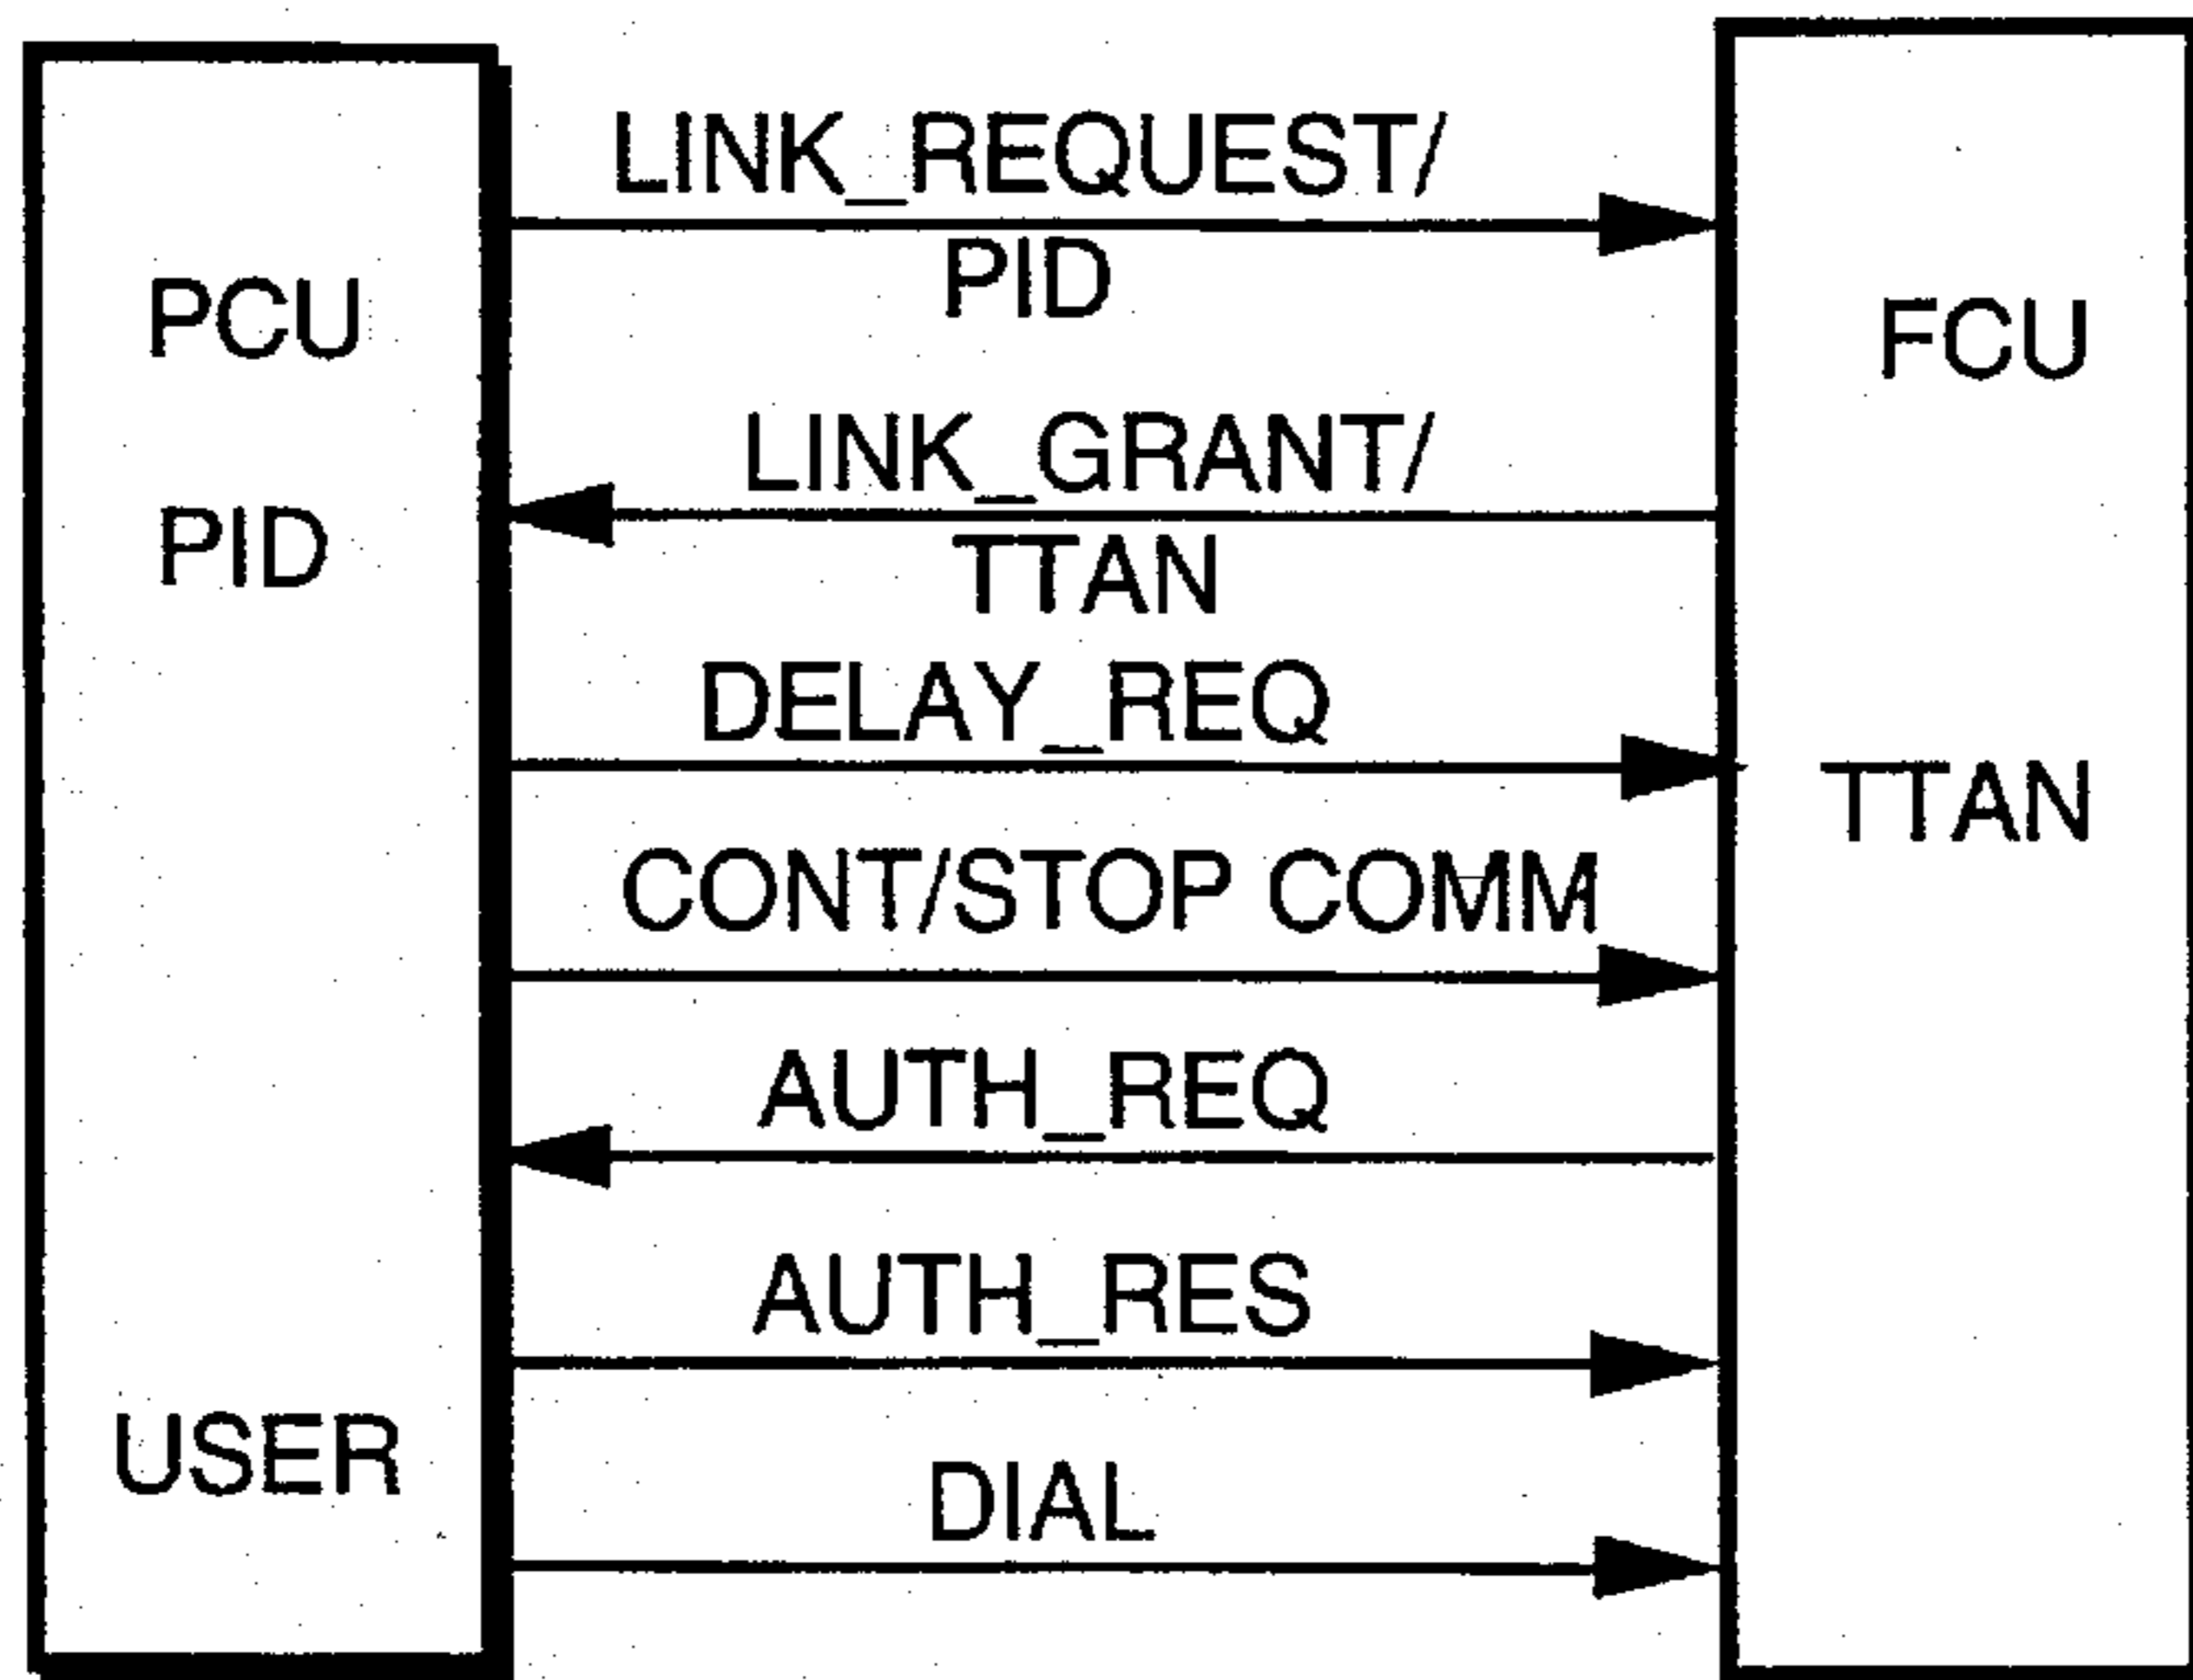 LINK_REQUEST/
PID
PCU
FCU
LINK_GRANT/
PID
TTAN
DELAY_REQ
TTAN
CONT/STOP COMM
AUTH_REQ
AUTH_RES
USER
DIAL